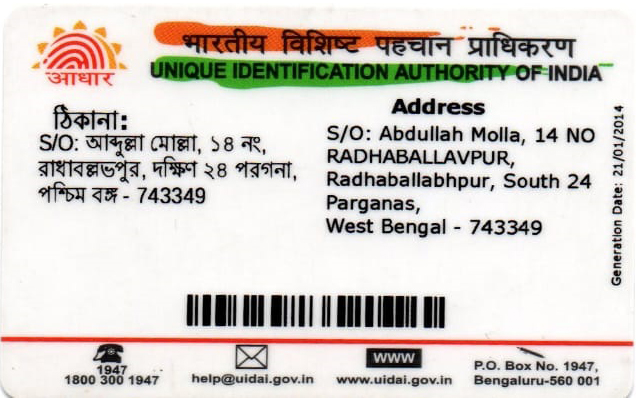 भारतीय विशिष्ट पहचान प्राधिकरण
UNIQUE IDENTIFICATION AUTHORITY OF INDIA
आधार
ঠিকানা:
S/O: আব্দুল্লা মোল্লা, ১৪ নং,
রাধাবল্লভপুর, দক্ষিণ ২৪ পরগনা,
পশ্চিম বঙ্গ - 743349
Address
S/O: Abdullah Molla, 14 NO
RADHABALLAVPUR,
Radhaballabhpur, South 24
Parganas,
West Bengal - 743349
Generation Date: 21/01/2014
1947
1800 300 1947
help@uidai.gov.in
WWW
www.uidai.gov.in
P.O. Box No. 1947,
Bengaluru-560 001